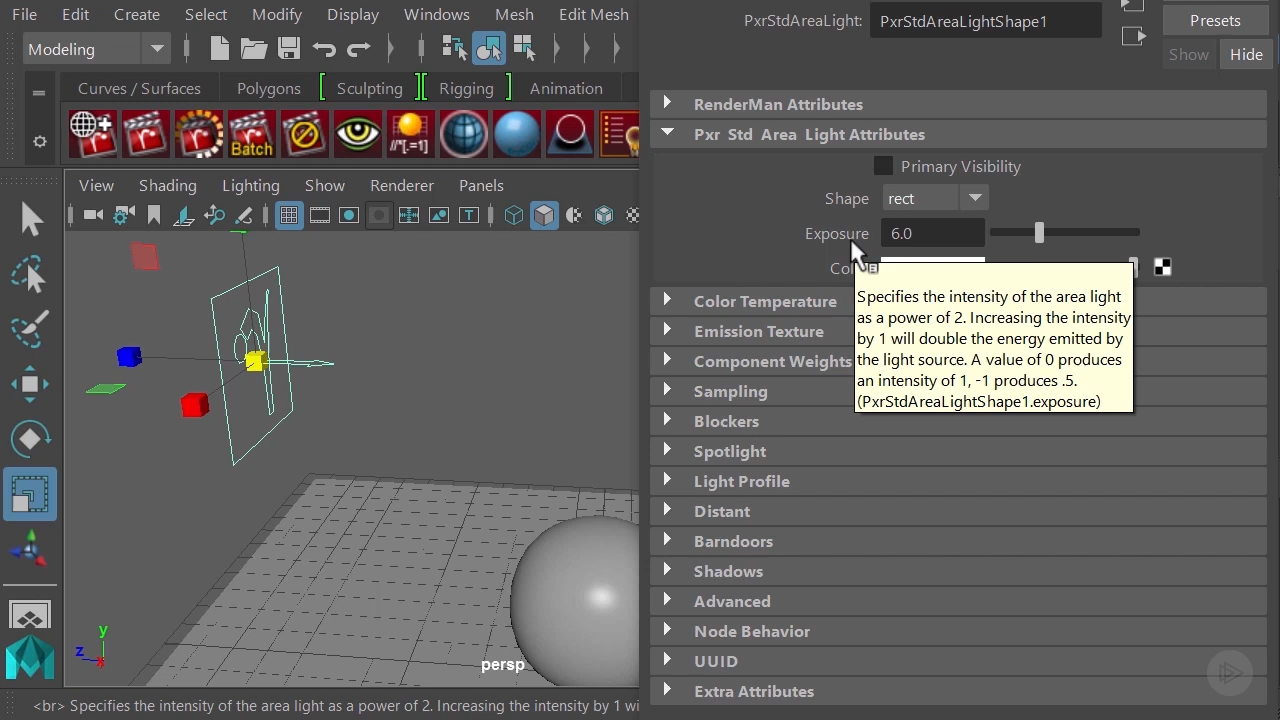 File Edit Create Select Modify Display Windows Mesh Edit Mesh
Modeling
Curves / Surfaces Polygons Sculpting Rigging Animation
Batch
//*[.=1]
View Shading Lighting Show Renderer Panels
T
y
z
x
persp
<br> Specifies the intensity of the area light as a power of 2. Increasing the intensity by 1 wi
PxrStdAreaLight: PxrStdAreaLightShape1
Presets
Show Hide
RenderMan Attributes
Pxr Std Area Light Attributes
Primary Visibility
Shape rect
Exposure 6.0
Col
Specifies the intensity of the area light
as a power of 2. Increasing the intensity
by 1 will double the energy emitted by
the light source. A value of 0 produces
an intensity of 1, -1 produces .5.
(PxrStdAreaLightShape1.exposure)
Color Temperature
Emission Texture
Component Weights
Sampling
Blockers
Spotlight
Light Profile
Distant
Barndoors
Shadows
Advanced
Node Behavior
UUID
Extra Attributes